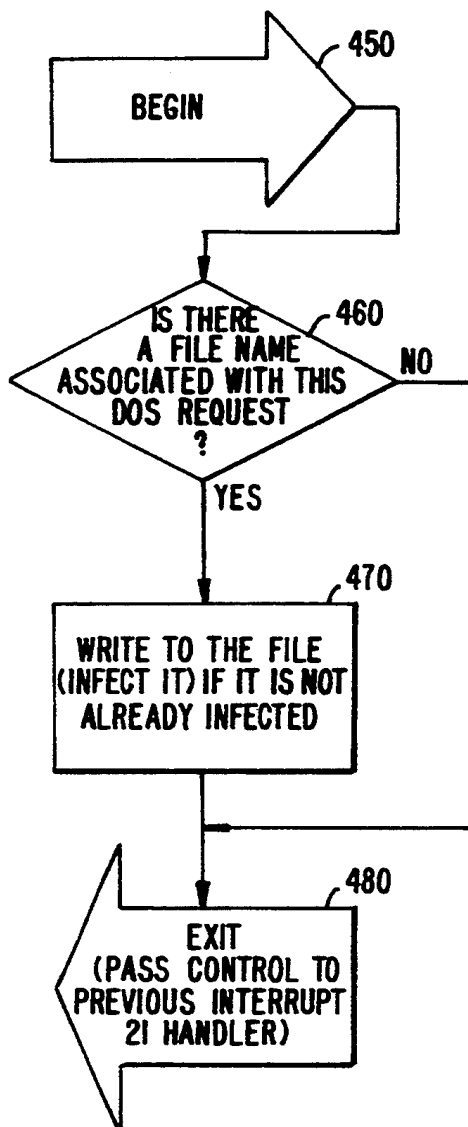 450
BEGIN
IS THERE
A FILE NAME
ASSOCIATED WITH THIS
DOS REQUEST
?
460
NO
YES
470
WRITE TO THE FILE
(INFECT IT) IF IT IS NOT
ALREADY INFECTED
480
EXIT
(PASS CONTROL TO
PREVIOUS INTERRUPT
21 HANDLER)